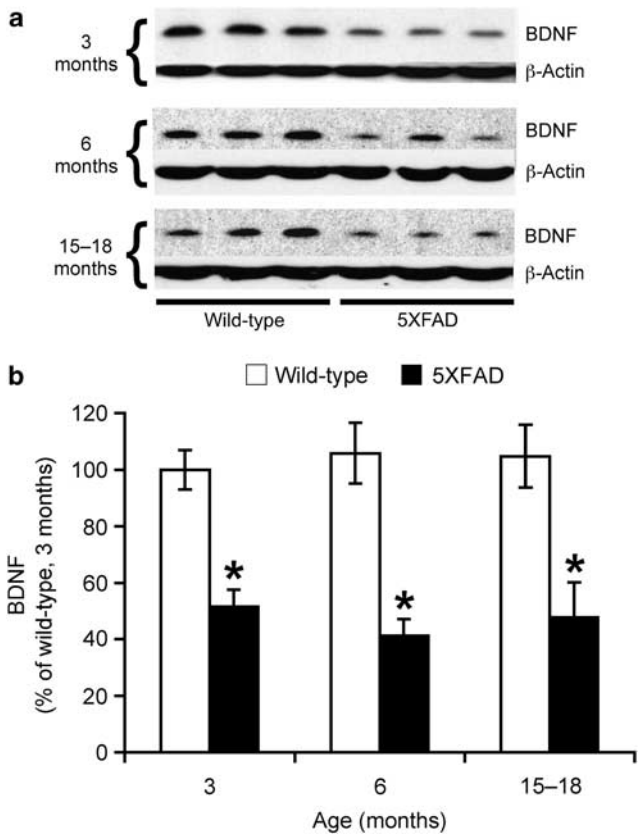 a
3
months
BDNF
β-Actin
6
months
BDNF
β-Actin
15–18
months
BDNF
β-Actin
Wild-type 5XFAD
b
Wild-type 5XFAD
BDNF
(% of wild-type, 3 months)
120
100
80
60
40
20
0
* * *
3 6 15–18
Age (months)